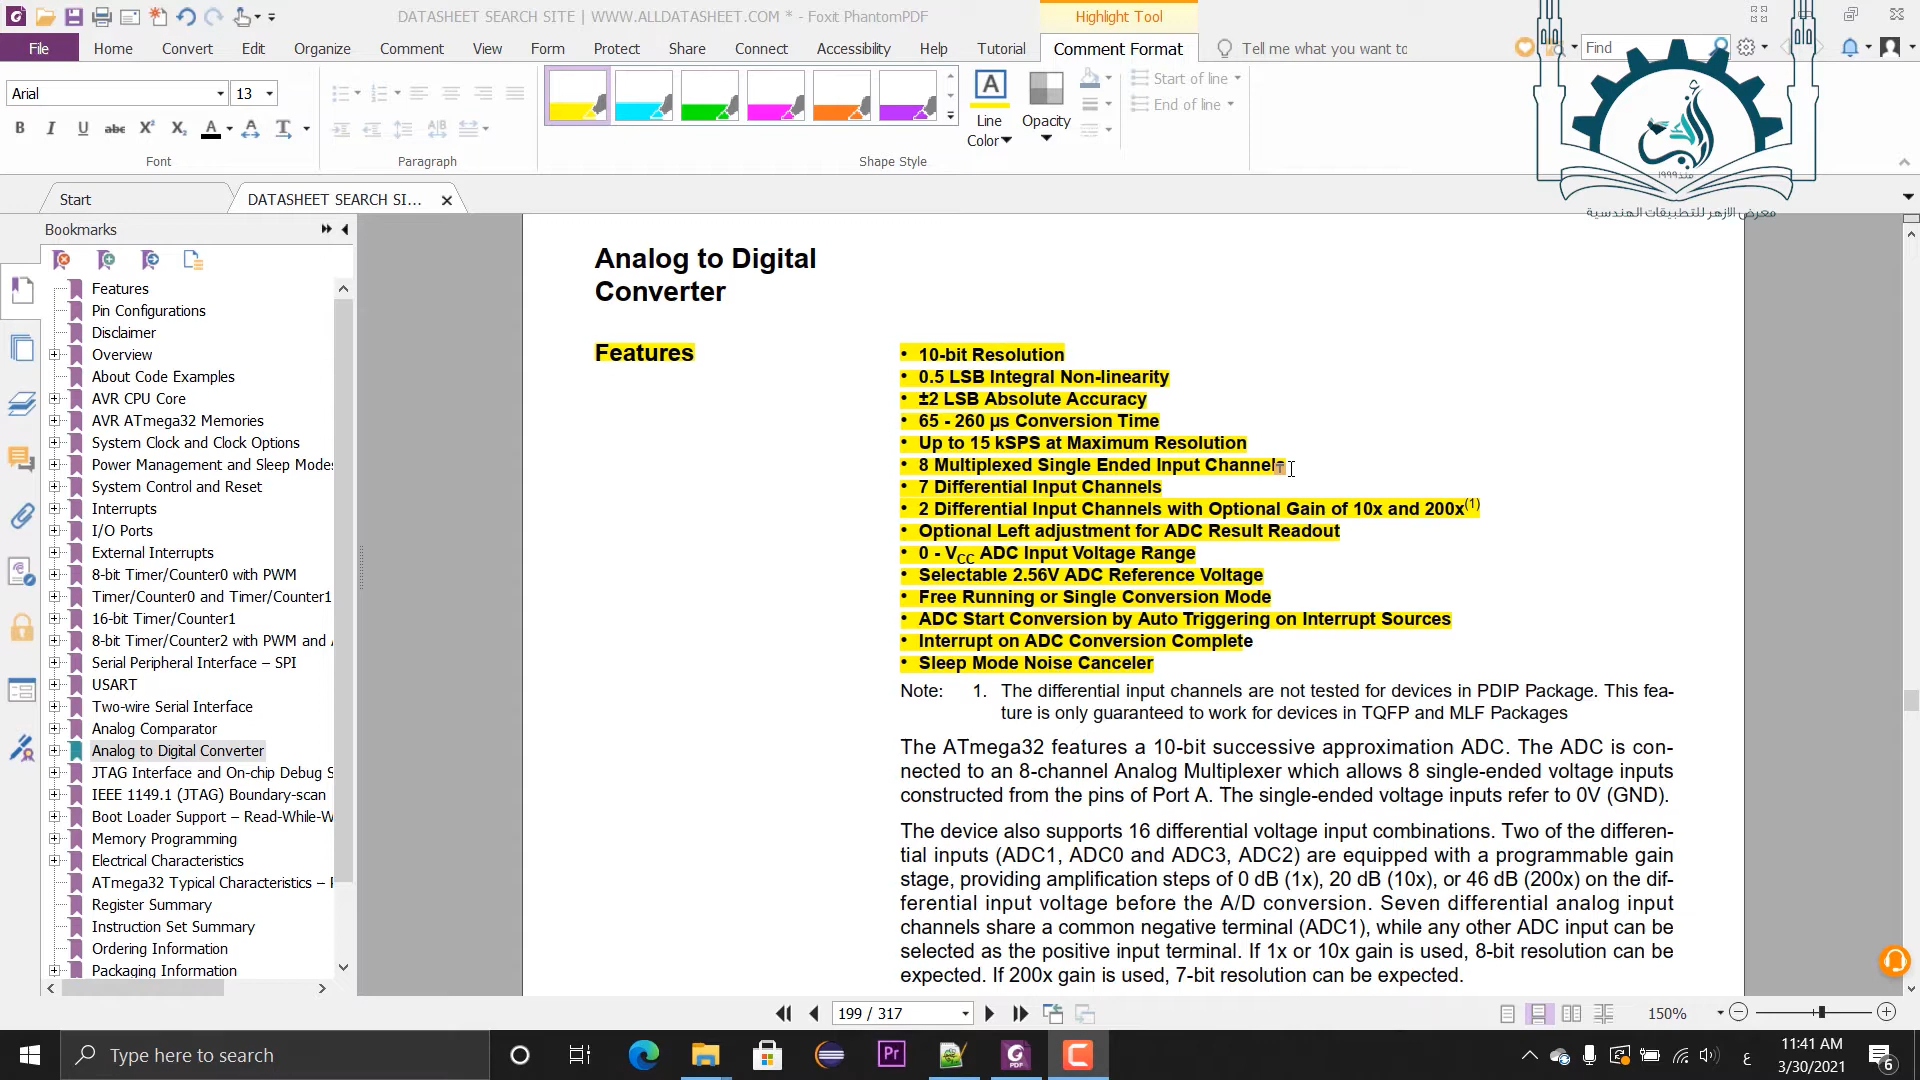 DATASHEET SEARCH SITE | WWW.ALLDATASHEET.COM * - Foxit PhantomPDF
Highlight Tool
File
Home
Convert
Edit
Organize
Comment
View
Form
Protect
Share
Connect
Accessibility
Help
Tutorial
Comment Format
Tell me what you want to
Find
Arial
13
Font
Paragraph
Shape Style
Line
Color
Opacity
Start of line
End of line
منذ ١٩٩٩
معرض الازهر للتطبيقات الهندسية
Start
DATASHEET SEARCH SI...
Bookmarks
Features
Pin Configurations
Disclaimer
Overview
About Code Examples
AVR CPU Core
AVR ATmega32 Memories
System Clock and Clock Options
Power Management and Sleep Modes
System Control and Reset
Interrupts
I/O Ports
External Interrupts
8-bit Timer/Counter0 with PWM
Timer/Counter0 and Timer/Counter1
16-bit Timer/Counter1
8-bit Timer/Counter2 with PWM and
Serial Peripheral Interface – SPI
USART
Two-wire Serial Interface
Analog Comparator
Analog to Digital Converter
JTAG Interface and On-chip Debug S
IEEE 1149.1 (JTAG) Boundary-scan
Boot Loader Support – Read-While-W
Memory Programming
Electrical Characteristics
ATmega32 Typical Characteristics –
Register Summary
Instruction Set Summary
Ordering Information
Packaging Information
Analog to Digital
Converter
Features
• 10-bit Resolution
• 0.5 LSB Integral Non-linearity
• ±2 LSB Absolute Accuracy
• 65 - 260 µs Conversion Time
• Up to 15 kSPS at Maximum Resolution
• 8 Multiplexed Single Ended Input Channels
• 7 Differential Input Channels
• 2 Differential Input Channels with Optional Gain of 10x and 200x(1)
• Optional Left adjustment for ADC Result Readout
• 0 - VCC ADC Input Voltage Range
• Selectable 2.56V ADC Reference Voltage
• Free Running or Single Conversion Mode
• ADC Start Conversion by Auto Triggering on Interrupt Sources
• Interrupt on ADC Conversion Complete
• Sleep Mode Noise Canceler
Note: 1. The differential input channels are not tested for devices in PDIP Package. This fea-
ture is only guaranteed to work for devices in TQFP and MLF Packages
The ATmega32 features a 10-bit successive approximation ADC. The ADC is con-
nected to an 8-channel Analog Multiplexer which allows 8 single-ended voltage inputs
constructed from the pins of Port A. The single-ended voltage inputs refer to 0V (GND).
The device also supports 16 differential voltage input combinations. Two of the differen-
tial inputs (ADC1, ADC0 and ADC3, ADC2) are equipped with a programmable gain
stage, providing amplification steps of 0 dB (1x), 20 dB (10x), or 46 dB (200x) on the dif-
ferential input voltage before the A/D conversion. Seven differential analog input
channels share a common negative terminal (ADC1), while any other ADC input can be
selected as the positive input terminal. If 1x or 10x gain is used, 8-bit resolution can be
expected. If 200x gain is used, 7-bit resolution can be expected.
199 / 317
150%
Type here to search
Pr
PDF
ع
11:41 AM
3/30/2021
6